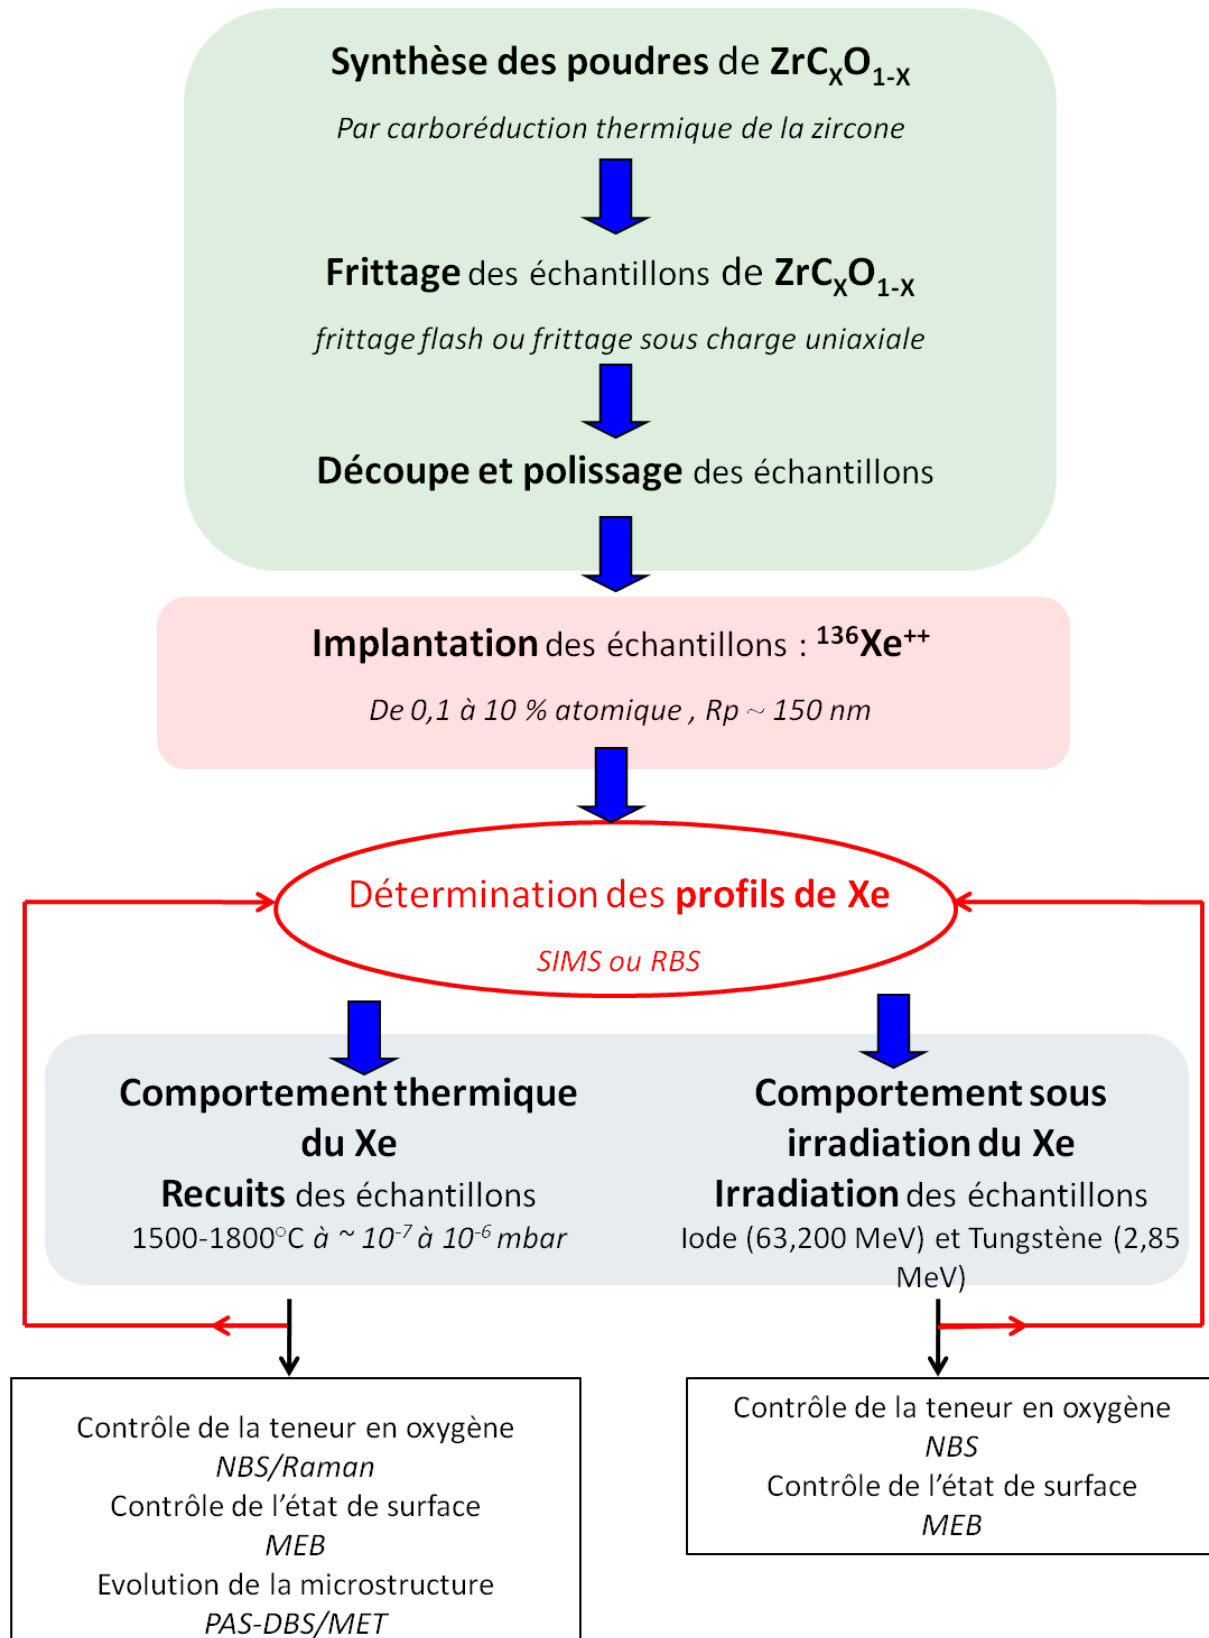 Synthèse des poudres de ZrCₓO₁₋ₓ
Par carboréduction thermique de la zircone
Frittage des échantillons de ZrCₓO₁₋ₓ
frittage flash ou frittage sous charge uniaxiale
Découpe et polissage des échantillons
Implantation des échantillons : ¹³⁶Xe⁺⁺
De 0,1 à 10 % atomique , Rp ~ 150 nm
Détermination des profils de Xe
SIMS ou RBS
Comportement thermique
du Xe
Recuits des échantillons
1500-1800°C à ~ 10⁻⁷ à 10⁻⁶ mbar
Comportement sous
irradiation du Xe
Irradiation des échantillons
Iode (63,200 MeV) et Tungstène (2,85
MeV)
Contrôle de la teneur en oxygène
NBS/Raman
Contrôle de l'état de surface
MEB
Evolution de la microstructure
PAS-DBS/MET
Contrôle de la teneur en oxygène
NBS
Contrôle de l'état de surface
MEB